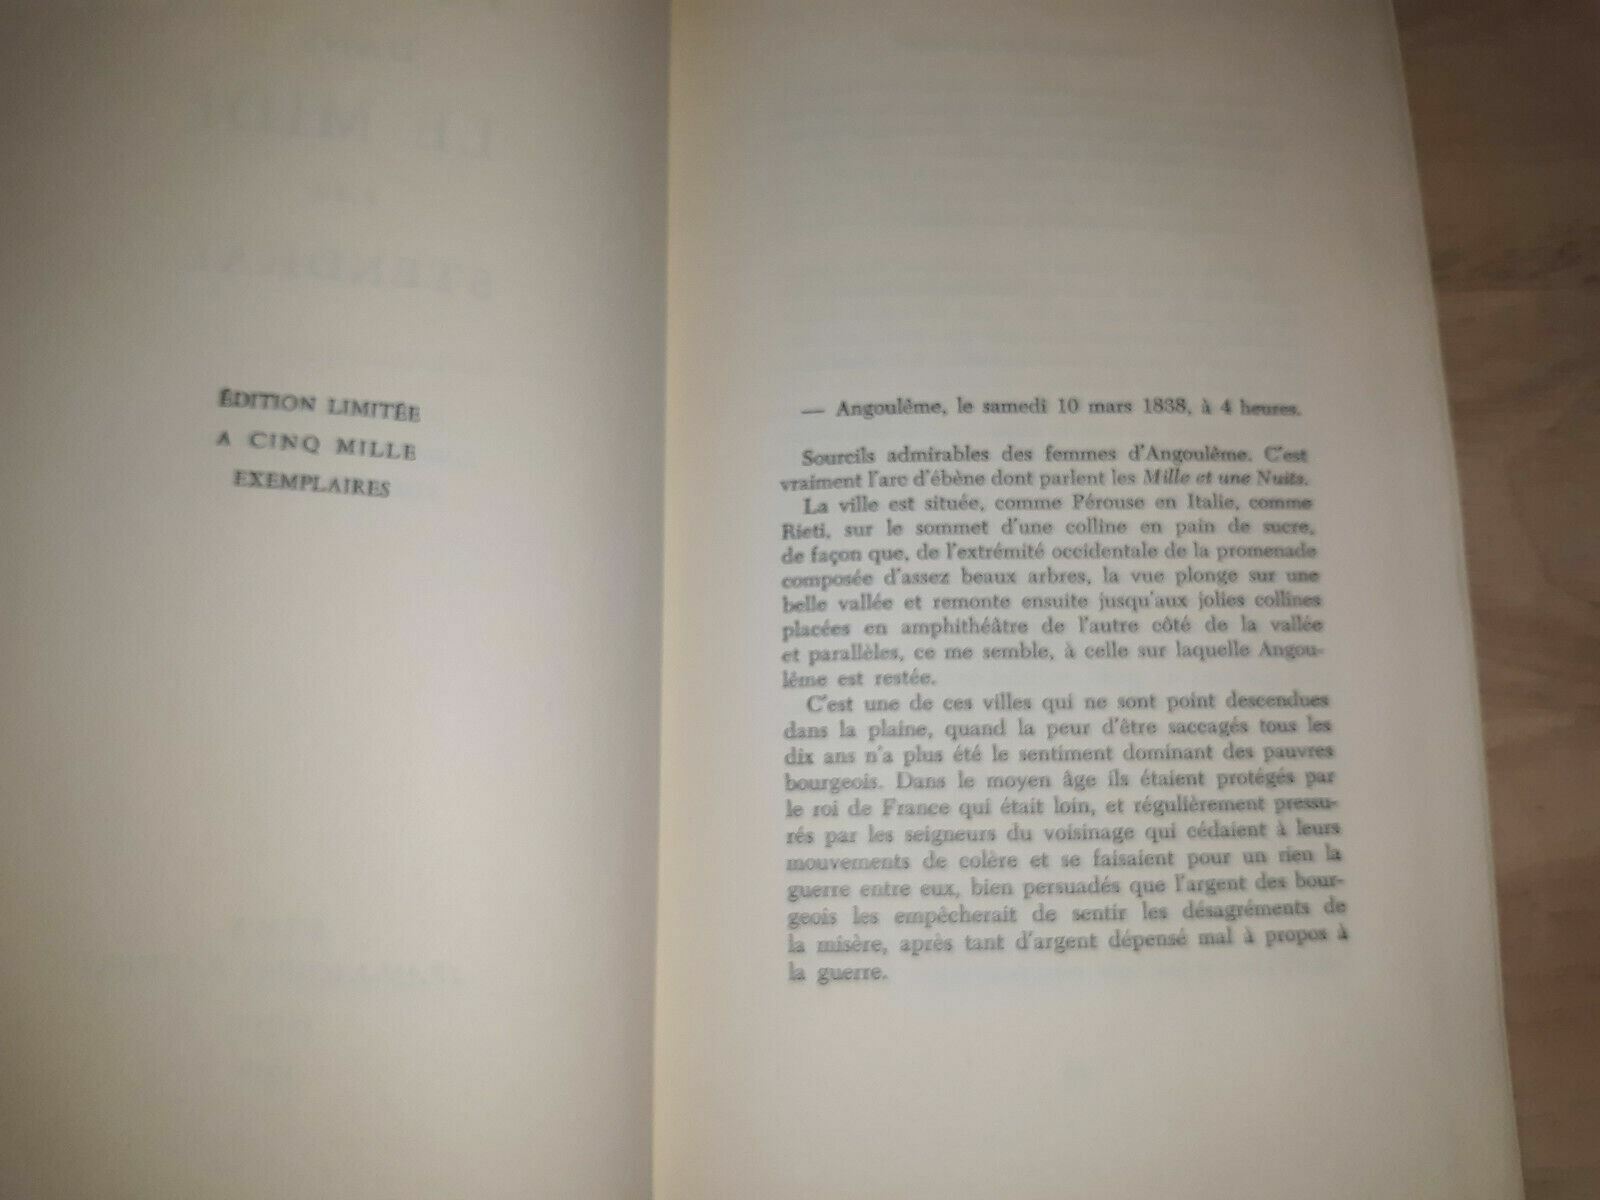 ÉDITION LIMITÉE
A CINQ MILLE
EXEMPLAIRES
— Angoulême, le samedi 10 mars 1838, à 4 heures.
Sourcils admirables des femmes d'Angoulême. C'est
vraiment l'arc d'ébène dont parlent les Mille et une Nuits.
La ville est située, comme Pérouse en Italie, comme
Rieti, sur le sommet d'une colline en pain de sucre,
de façon que, de l'extrémité occidentale de la promenade
composée d'assez beaux arbres, la vue plonge sur une
belle vallée et remonte ensuite jusqu'aux jolies collines
placées en amphithéâtre de l'autre côté de la vallée
et parallèles, ce me semble, à celle sur laquelle Angou-
lême est restée.
C'est une de ces villes qui ne sont point descendues
dans la plaine, quand la peur d'être saccagés tous les
dix ans n'a plus été le sentiment dominant des pauvres
bourgeois. Dans le moyen âge ils étaient protégés par
le roi de France qui était loin, et régulièrement pressu-
rés par les seigneurs du voisinage qui cédaient à leurs
mouvements de colère et se faisaient pour un rien la
guerre entre eux, bien persuadés que l'argent des bour-
geois les empêcherait de sentir les désagréments de
la misère, après tant d'argent dépensé mal à propos à
la guerre.